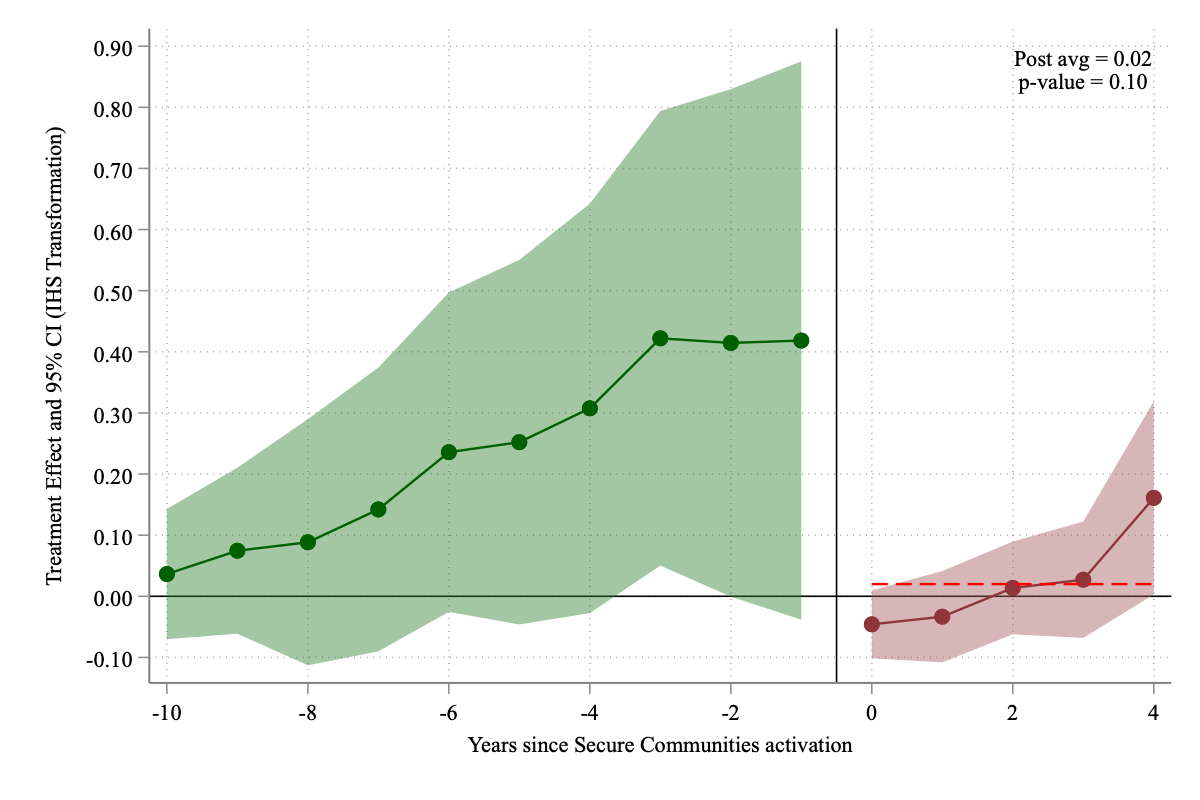 Post avg = 0.02
p-value = 0.10
Treatment Effect and 95% CI (IHS Transformation)
0.90
0.80
0.70
0.60
0.50
0.40
0.30
0.20
0.10
0.00
-0.10
-10 -8 -6 -4 -2 0 2 4
Years since Secure Communities activation